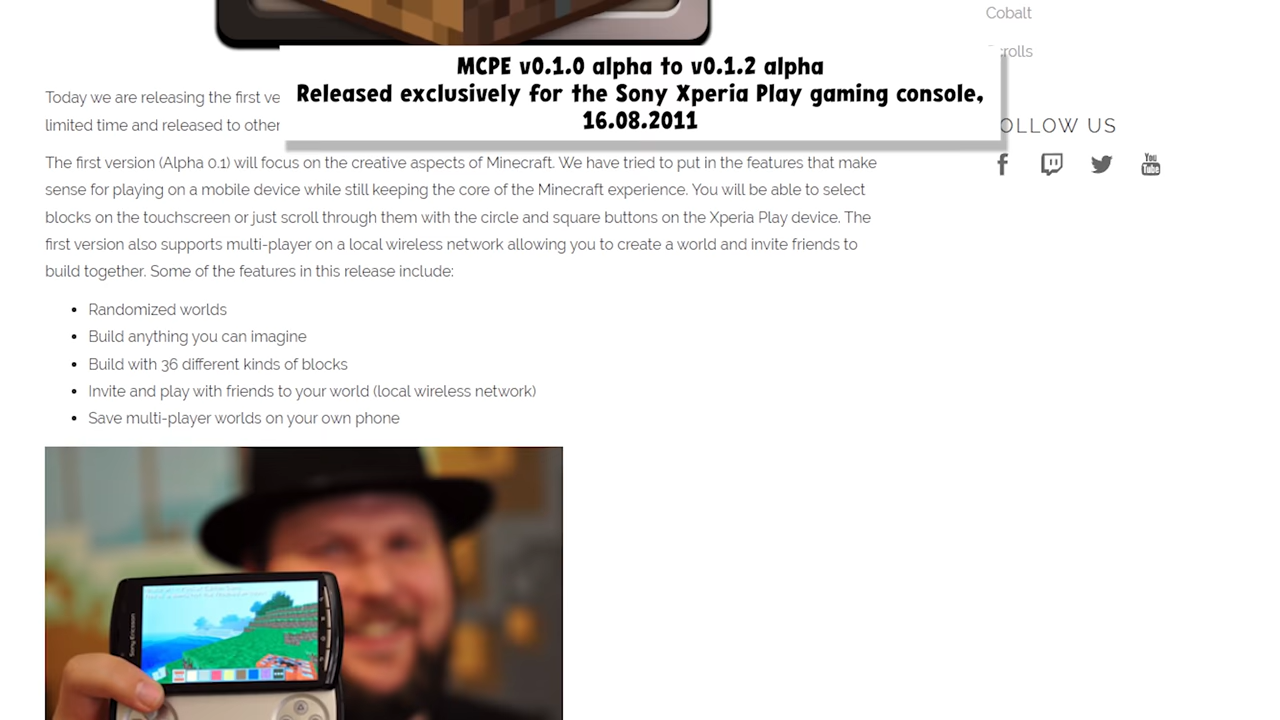 Cobalt
MCPE v0.1.0 alpha to v0.1.2 alpha
Released exclusively for the Sony Xperia Play gaming console,
16.08.2011
Today we are releasing the first
limited time and released to other
The first version (Alpha 0.1) will focus on the creative aspects of Minecraft. We have tried to put in the features that make
sense for playing on a mobile device while still keeping the core of the Minecraft experience. You will be able to select
blocks on the touchscreen or just scroll through them with the circle and square buttons on the Xperia Play device. The
first version also supports multi-player on a local wireless network allowing you to create a world and invite friends to
build together. Some of the features in this release include:
• Randomized worlds
• Build anything you can imagine
• Build with 36 different kinds of blocks
• Invite and play with friends to your world (local wireless network)
• Save multi-player worlds on your own phone
US
You
Tube
Sony Ericsson